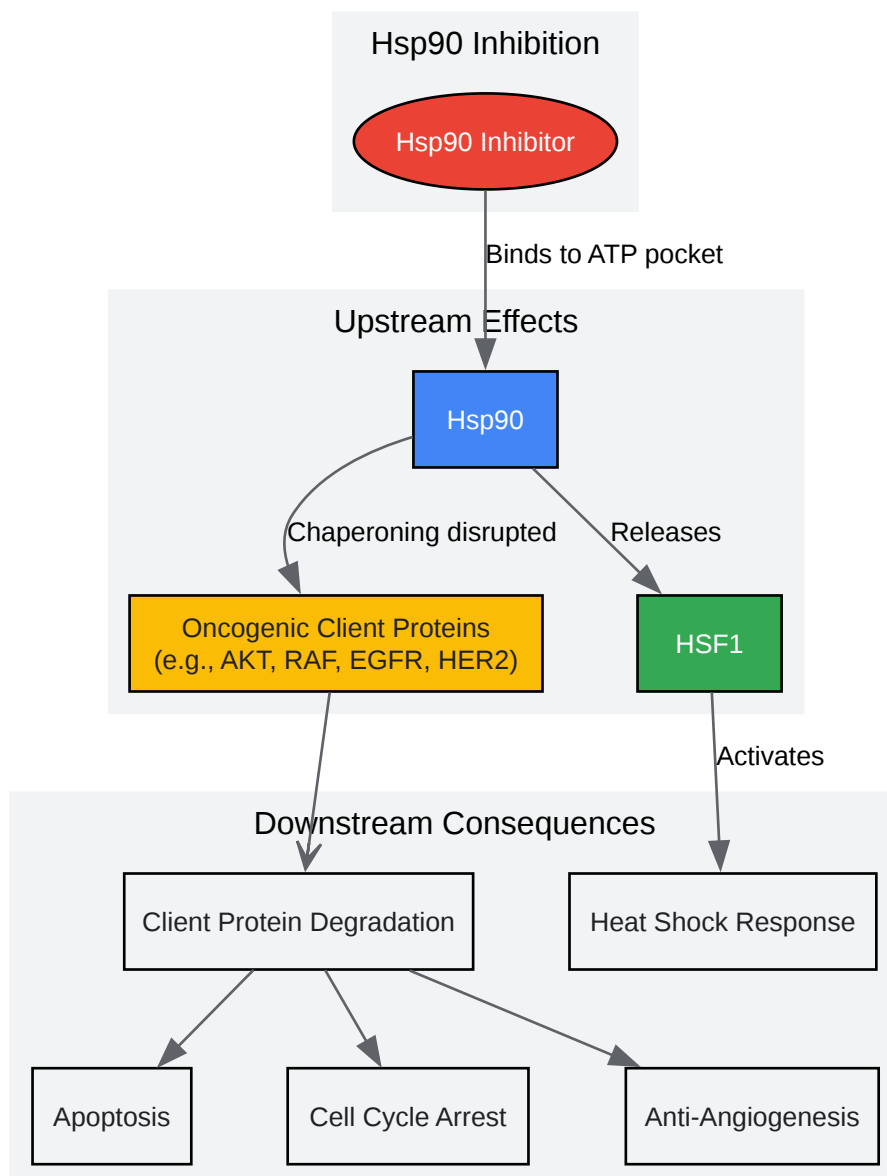 Hsp90 Inhibition
Hsp90 Inhibitor
Binds to ATP pocket
Upstream Effects
Hsp90
Chaperoning disrupted
Releases
Oncogenic Client Proteins
(e.g., AKT, RAF, EGFR, HER2)
HSF1
Activates
Downstream Consequences
Client Protein Degradation
Heat Shock Response
Apoptosis
Cell Cycle Arrest
Anti-Angiogenesis